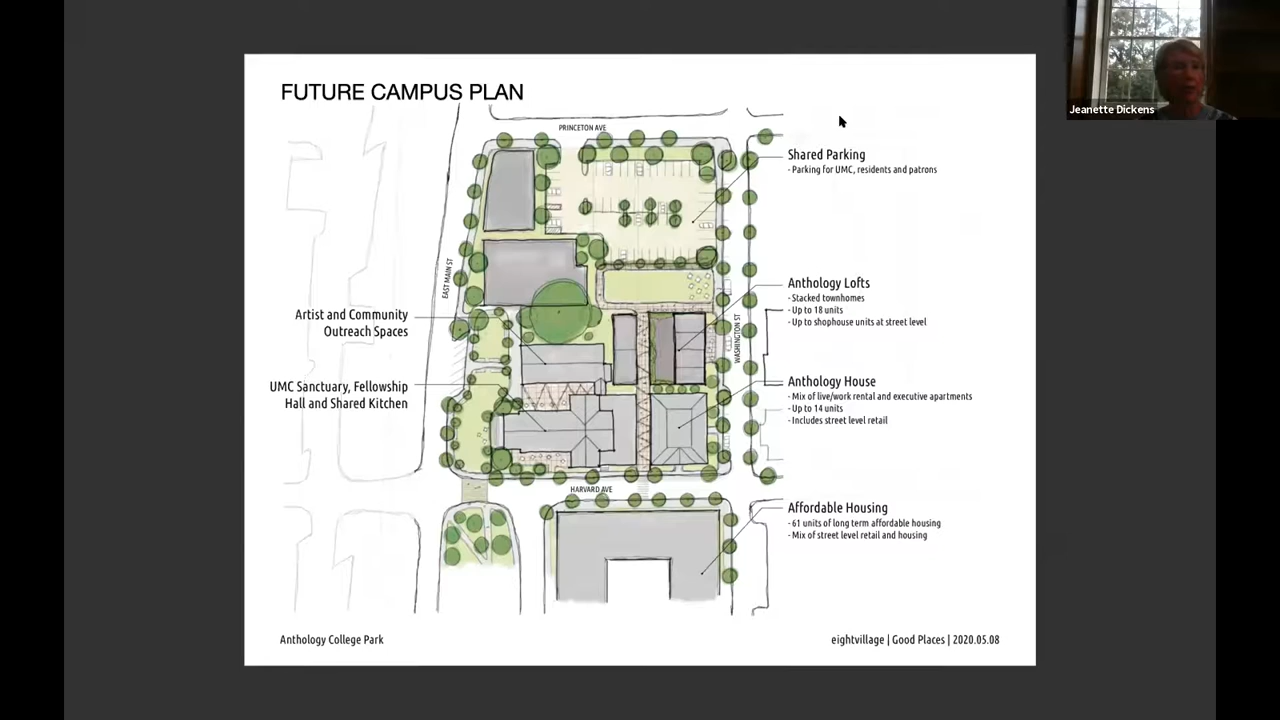 Jeanette Dickens
FUTURE CAMPUS PLAN
PRINCETON AVE
Shared Parking
- Parking for UMC, residents and patrons
EAST MAIN ST
Anthology Lofts
- Stacked townhomes
- Up to 18 units
- Up to shophouse units at street level
Artist and Community
Outreach Spaces
WASHINGTON ST
UMC Sanctuary, Fellowship
Hall and Shared Kitchen
Anthology House
- Mix of live/work rental and executive apartments
- Up to 14 units
- Includes street level retail
HARVARD AVE
Affordable Housing
- 61 units of long term affordable housing
- Mix of street level retail and housing
Anthology College Park
eightvillage | Good Places | 2020.05.08